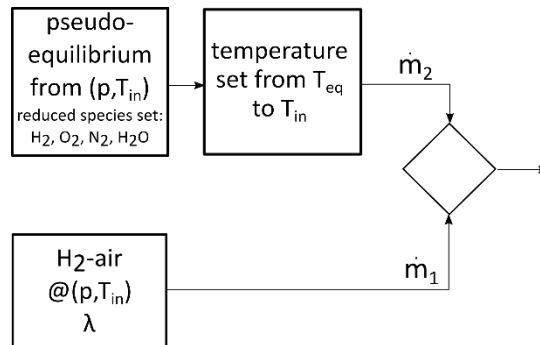 pseudo-
equilibrium
from (p,T_in)
reduced species set:
H₂, O₂, N₂, H₂O
temperature
set from T_eq
to T_in
ṁ₂
H₂-air
@(p,T_in)
λ
ṁ₁